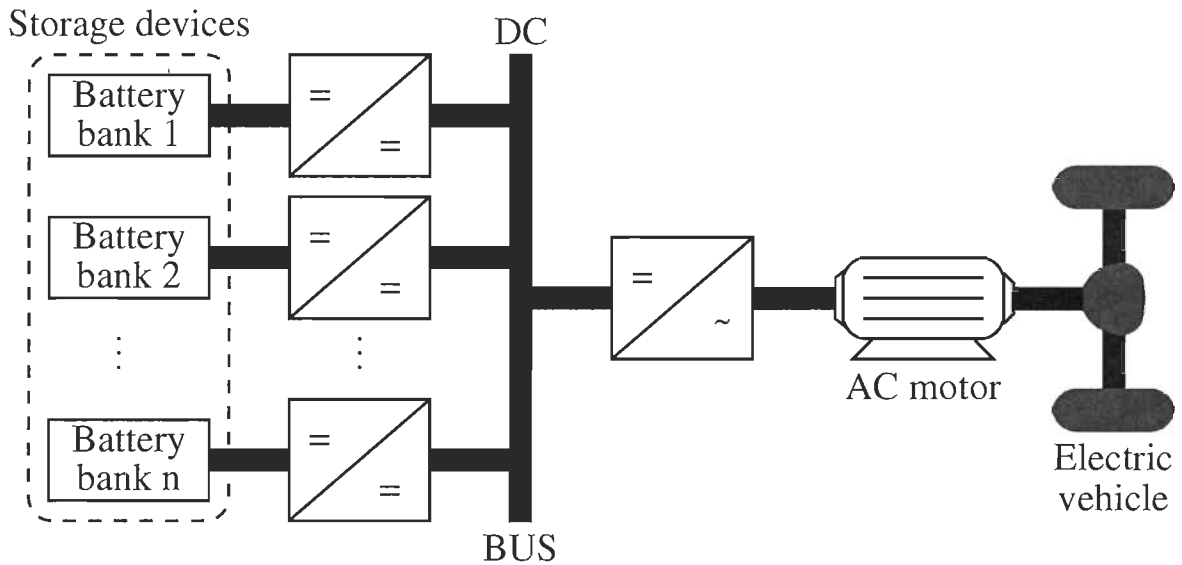 Storage devices
DC
Battery
bank 1
=
=
Battery
bank 2
=
=
=
~
⋮
⋮
AC motor
Battery
bank n
=
=
Electric
vehicle
BUS